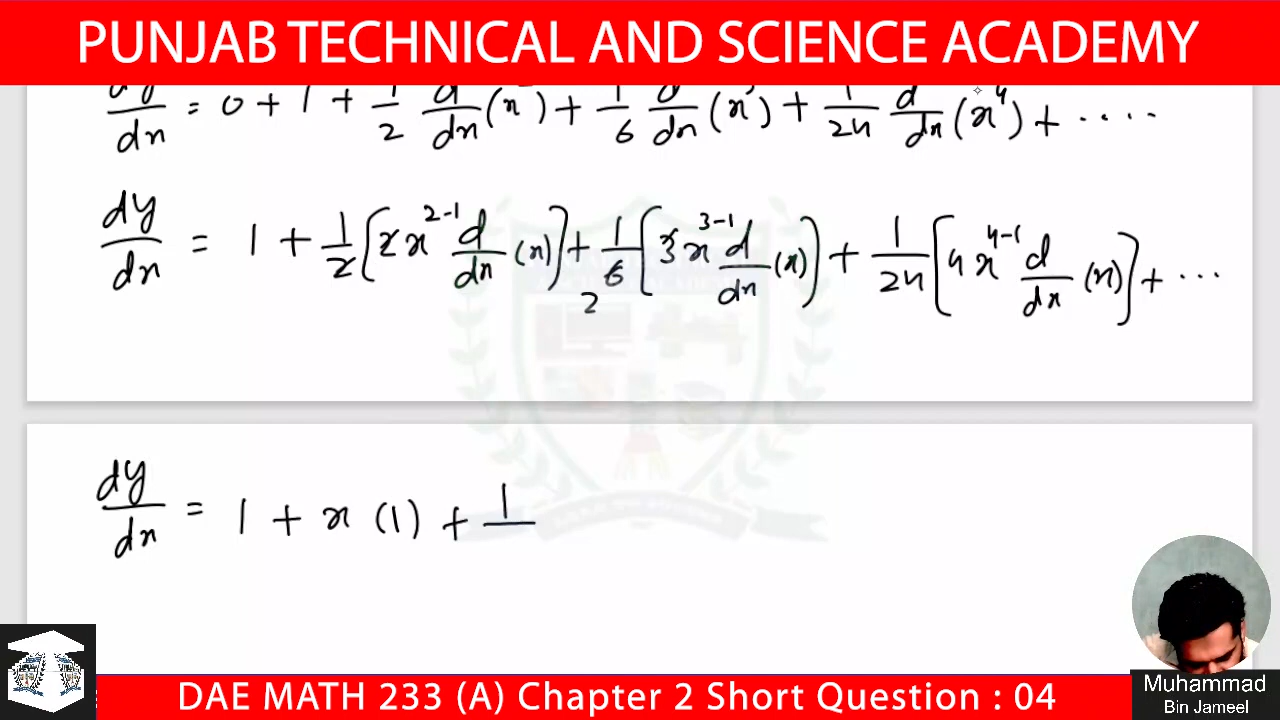 PUNJAB TECHNICAL AND SCIENCE ACADEMY
dy/dx = 0 + 1 + 1/2 d/dx (x²) + 1/6 d/dx (x³) + 1/24 d/dx (x⁴) + ....
dy/dx = 1 + 1/2 [2x^(2-1) d/dx (x)] + 1/6 2 [3x^(3-1) d/dx (x)] + 1/24 [4x^(4-1) d/dx (x)] + ...
dy/dx = 1 + x (1) + 1/
DAE MATH 233 (A) Chapter 2 Short Question : 04
Muhammad
Bin Jameel